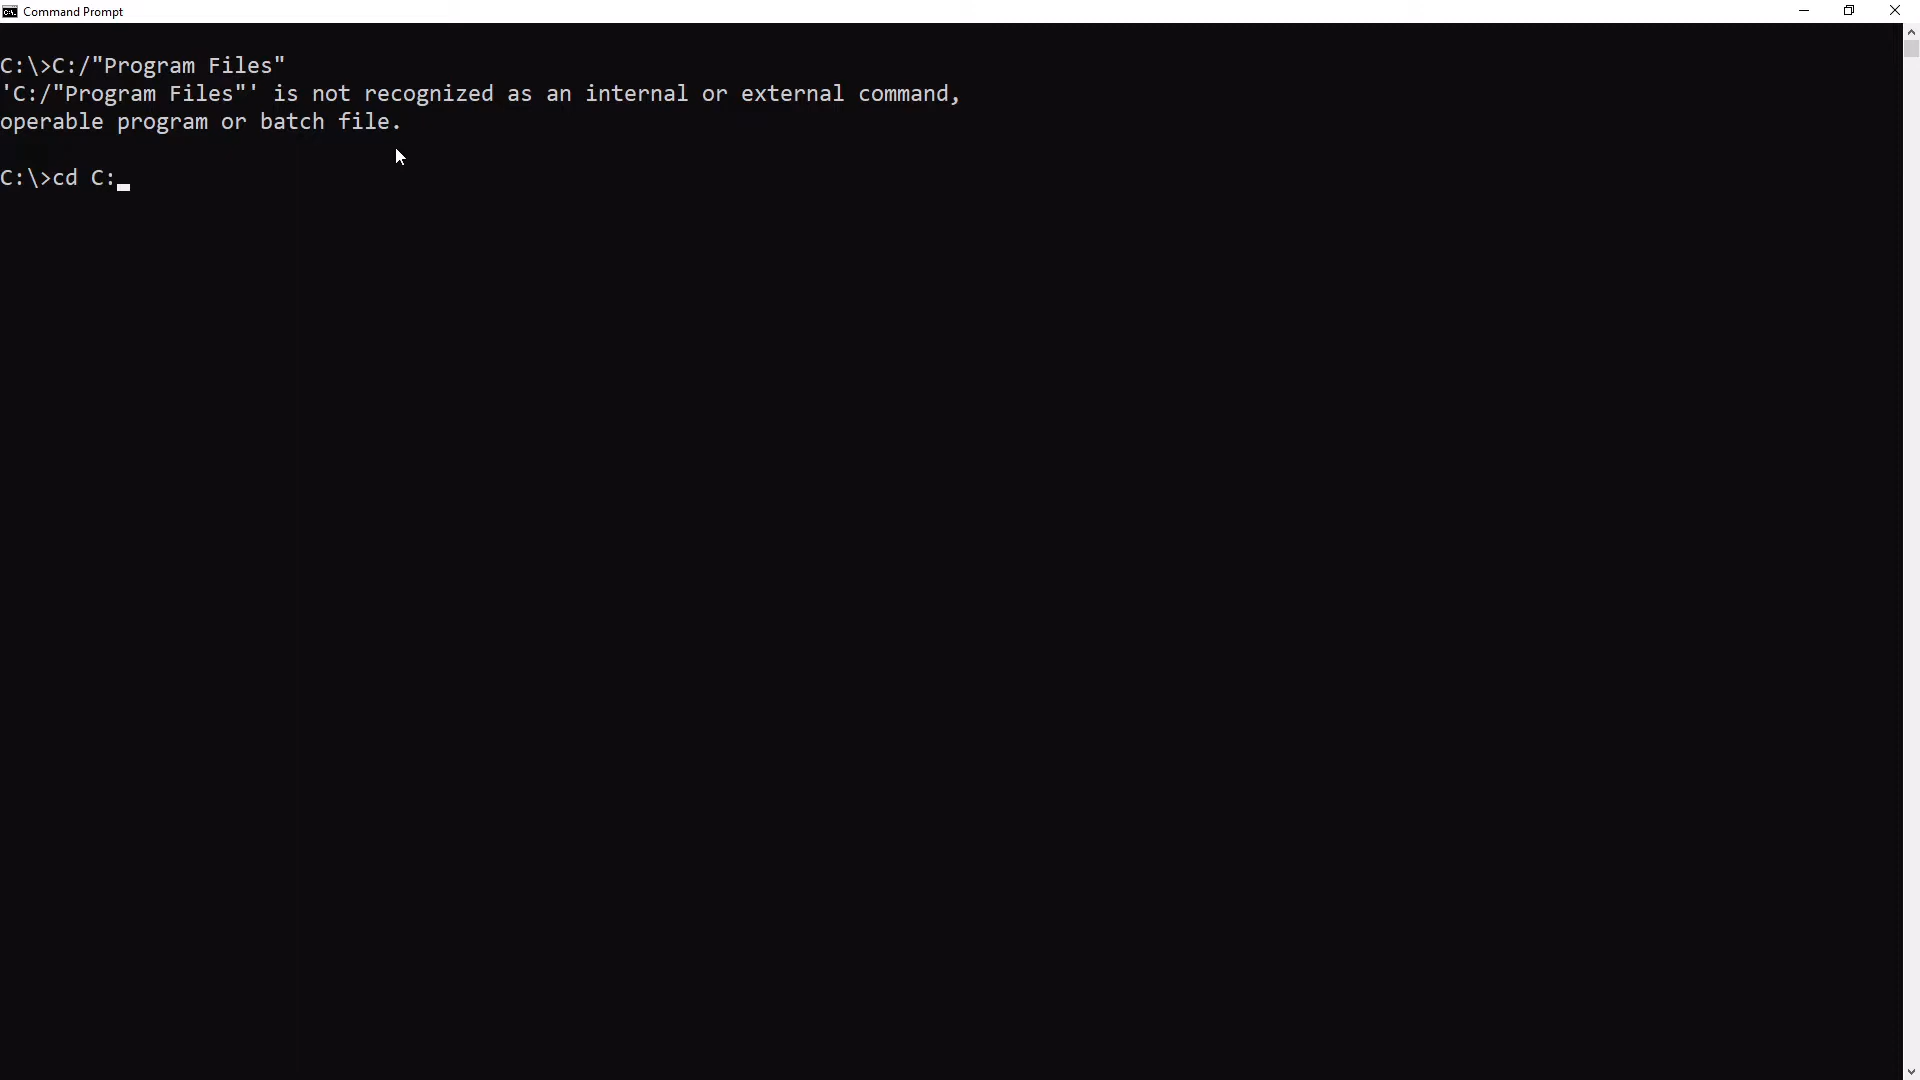 Command Prompt
C:\>C:/"Program Files"
'C:/"Program Files"' is not recognized as an internal or external command,
operable program or batch file.
C:\>cd C: